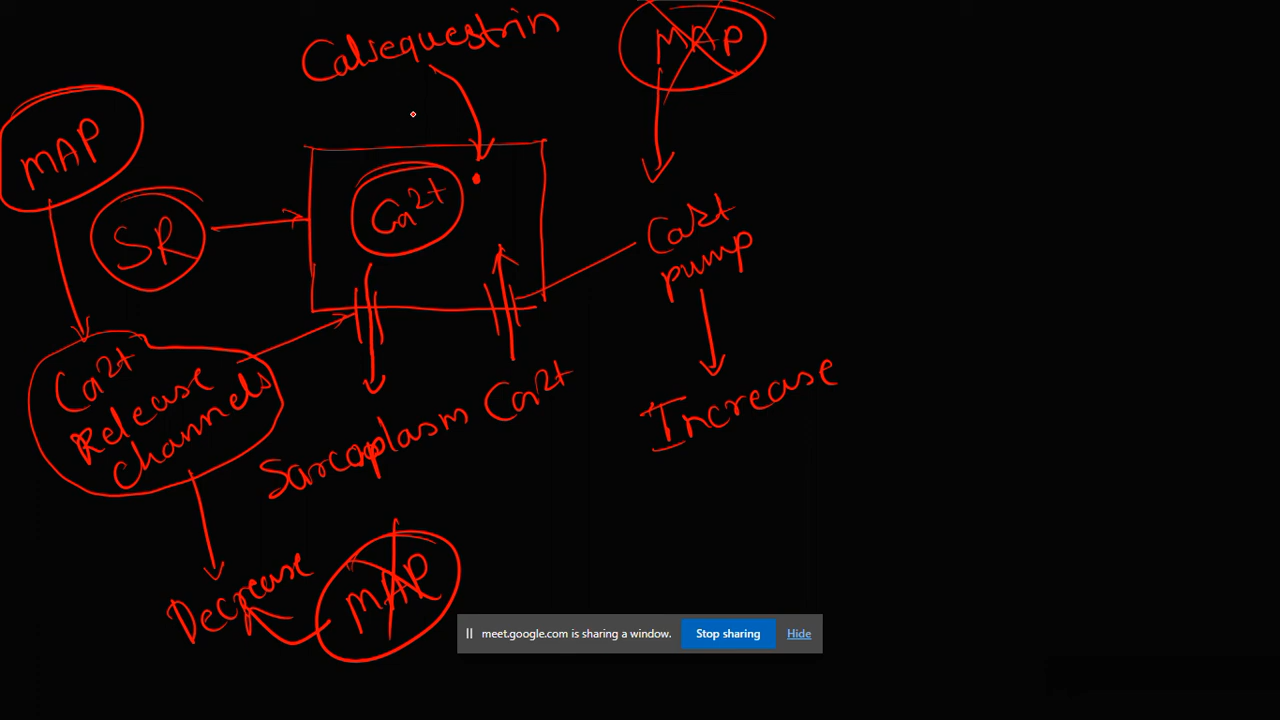 Calsequestrin
MAP
MAP
SR
Ca2+
Ca2+
pump
Ca2+
Release
channels
Sarcoplasm Ca2+
Increase
Decrease
MAP
meet.google.com is sharing a window.
Stop sharing
Hide